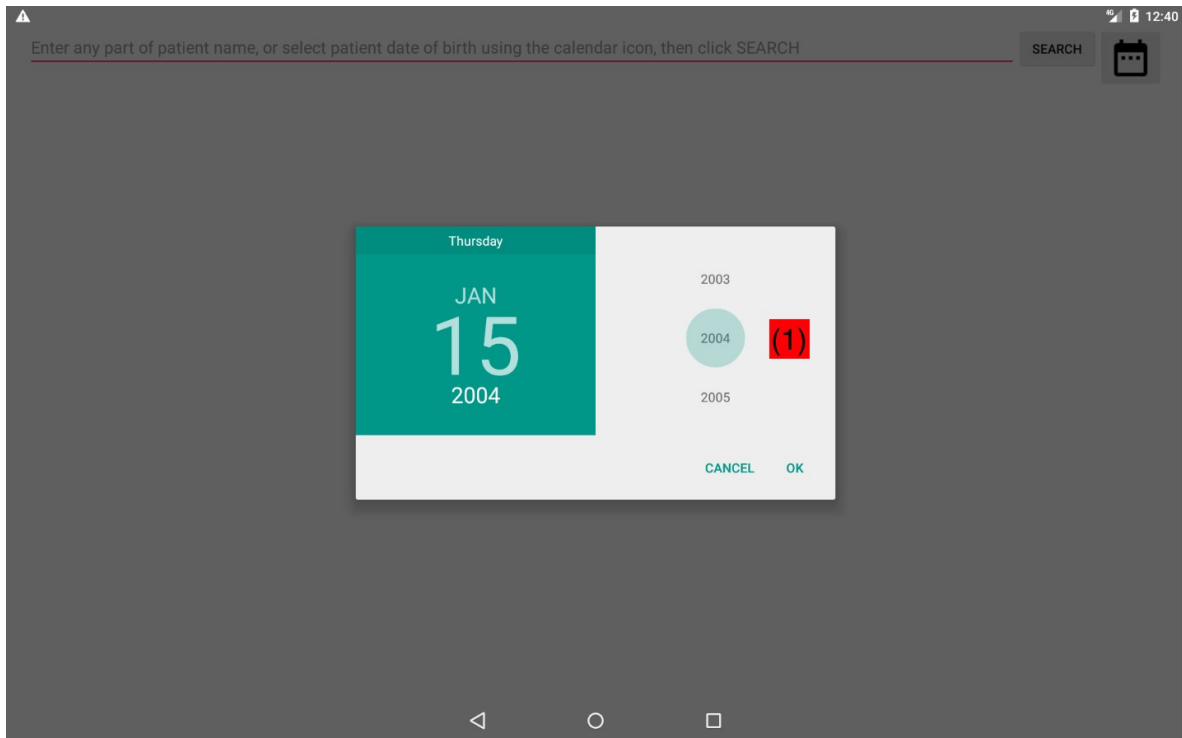 4G 12:40
Enter any part of patient name, or select patient date of birth using the calendar icon, then click SEARCH
SEARCH
Thursday
JAN
15
2004
2003
2004 (1)
2005
CANCEL OK